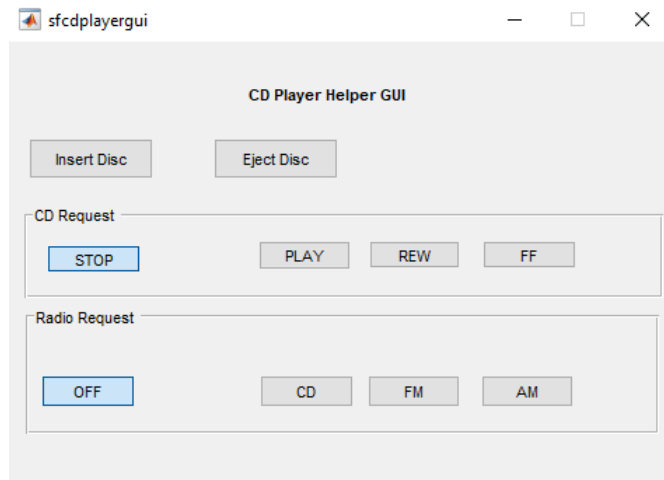 sfcdplayergui
CD Player Helper GUI
Insert Disc Eject Disc
CD Request
STOP PLAY REW FF
Radio Request
OFF CD FM AM